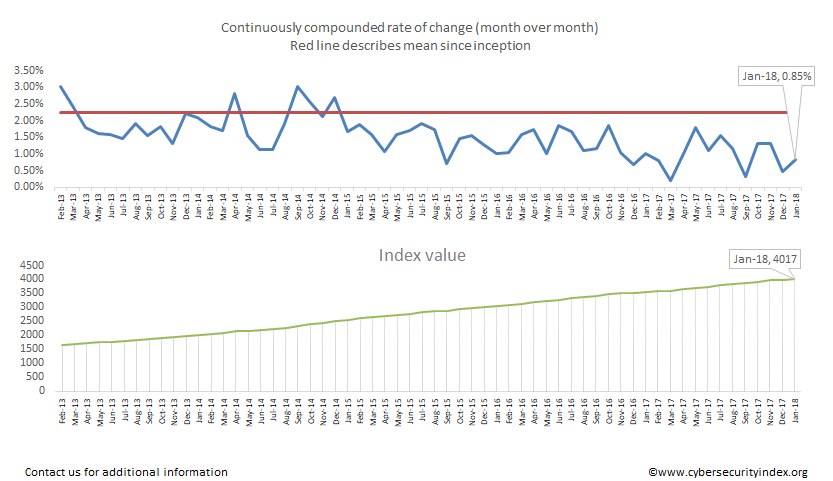 Continuously compounded rate of change (month over month)
Red line describes mean since inception
Jan-18, 0.85%
3.50%
3.00%
2.50%
2.00%
1.50%
1.00%
0.50%
0.00%
Feb-13 Mar-13 Apr-13 May-13 Jun-13 Jul-13 Aug-13 Sep-13 Oct-13 Nov-13 Dec-13 Jan-14 Feb-14 Mar-14 Apr-14 May-14 Jun-14 Jul-14 Aug-14 Sep-14 Oct-14 Nov-14 Dec-14 Jan-15 Feb-15 Mar-15 Apr-15 May-15 Jun-15 Jul-15 Aug-15 Sep-15 Oct-15 Nov-15 Dec-15 Jan-16 Feb-16 Mar-16 Apr-16 May-16 Jun-16 Jul-16 Aug-16 Sep-16 Oct-16 Nov-16 Dec-16 Jan-17 Feb-17 Mar-17 Apr-17 May-17 Jun-17 Jul-17 Aug-17 Sep-17 Oct-17 Nov-17 Dec-17 Jan-18
Index value
Jan-18, 4017
4500
4000
3500
3000
2500
2000
1500
1000
500
0
Feb-13 Mar-13 Apr-13 May-13 Jun-13 Jul-13 Aug-13 Sep-13 Oct-13 Nov-13 Dec-13 Jan-14 Feb-14 Mar-14 Apr-14 May-14 Jun-14 Jul-14 Aug-14 Sep-14 Oct-14 Nov-14 Dec-14 Jan-15 Feb-15 Mar-15 Apr-15 May-15 Jun-15 Jul-15 Aug-15 Sep-15 Oct-15 Nov-15 Dec-15 Jan-16 Feb-16 Mar-16 Apr-16 May-16 Jun-16 Jul-16 Aug-16 Sep-16 Oct-16 Nov-16 Dec-16 Jan-17 Feb-17 Mar-17 Apr-17 May-17 Jun-17 Jul-17 Aug-17 Sep-17 Oct-17 Nov-17 Dec-17 Jan-18
Contact us for additional information
©www.cybersecurityindex.org